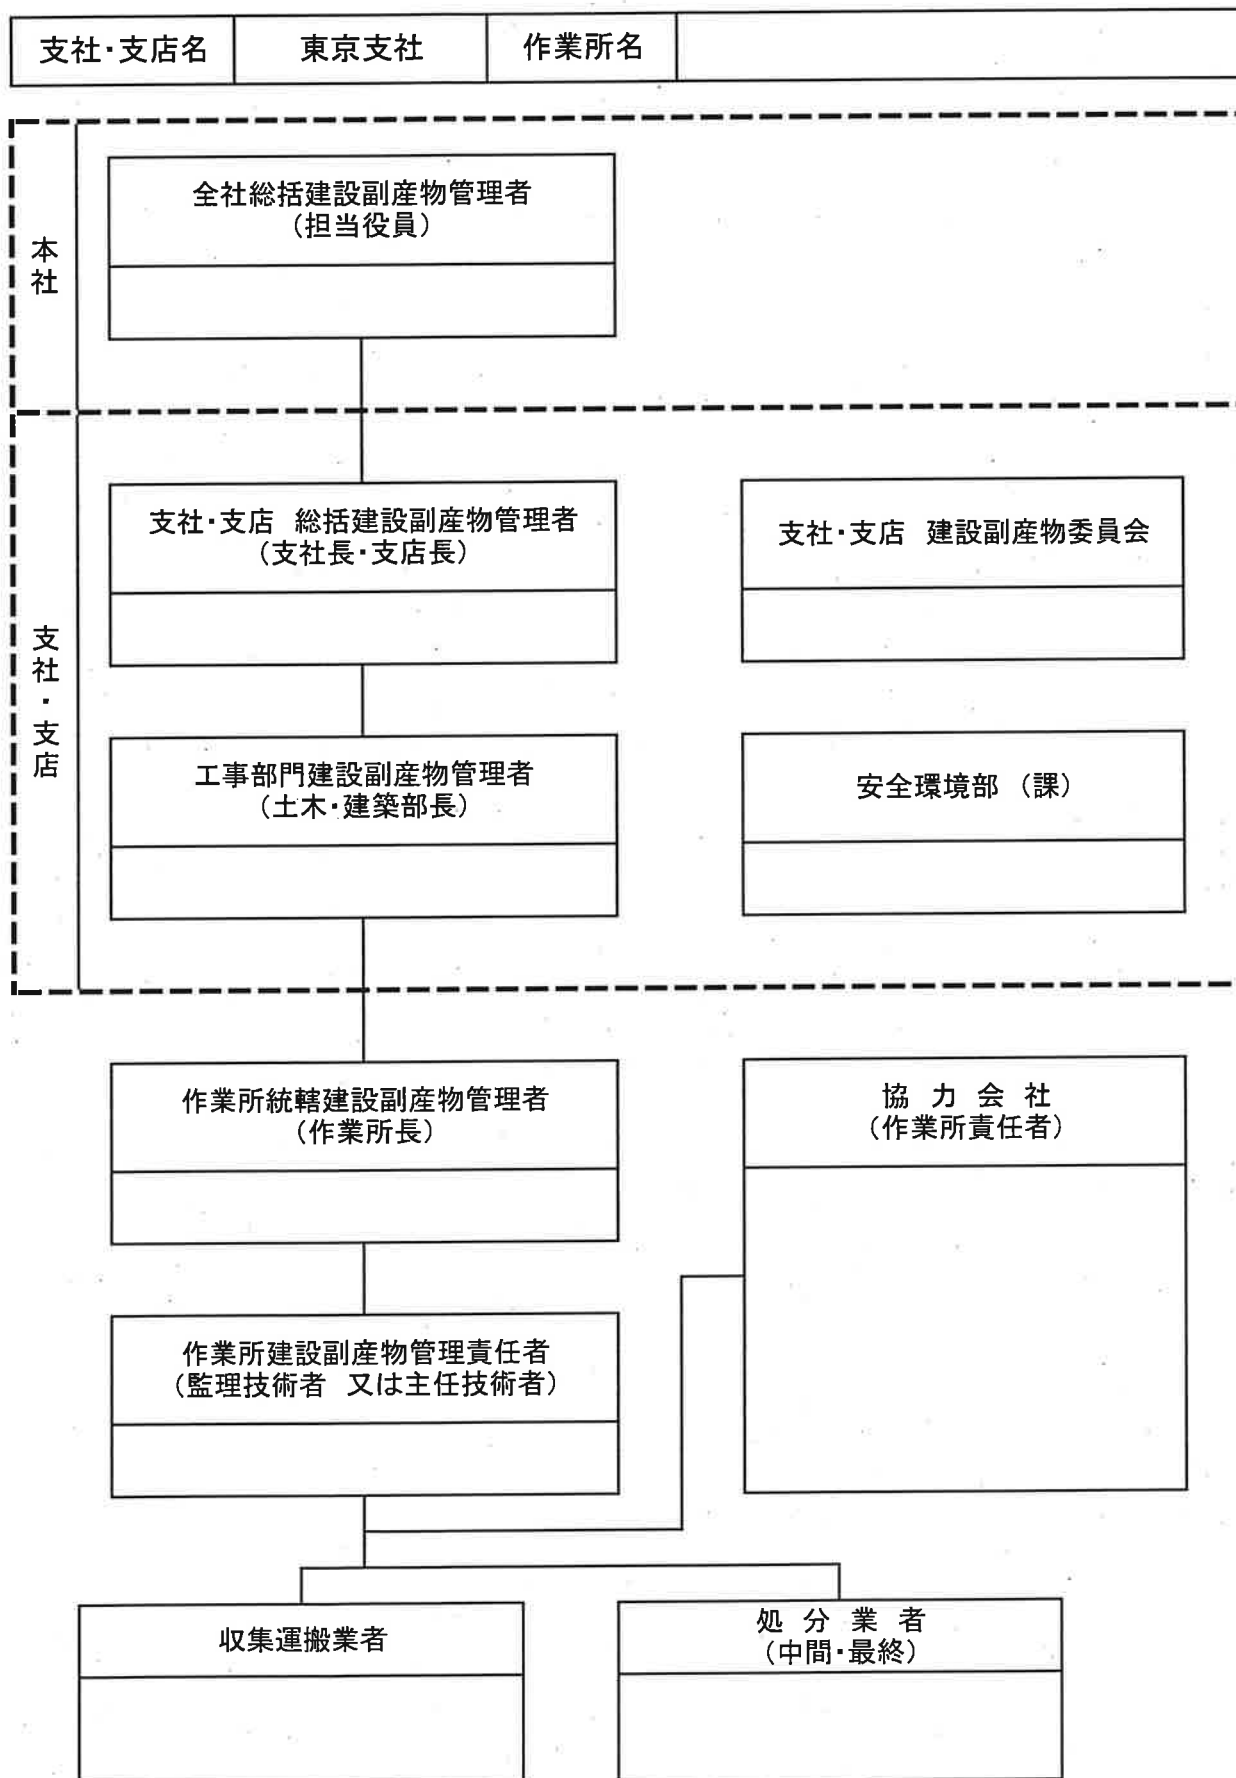 支社・支店名 東京支社 作業所名
本社
全社総括建設副産物管理者
（担当役員）
支社・支店
支社・支店 総括建設副産物管理者
（支社長・支店長）
支社・支店 建設副産物委員会
工事部門建設副産物管理者
（土木・建築部長）
安全環境部 （課）
作業所統轄建設副産物管理者
（作業所長）
協力会社
（作業所責任者）
作業所建設副産物管理責任者
（監理技術者 又は主任技術者）
収集運搬業者
処分業者
（中間・最終）